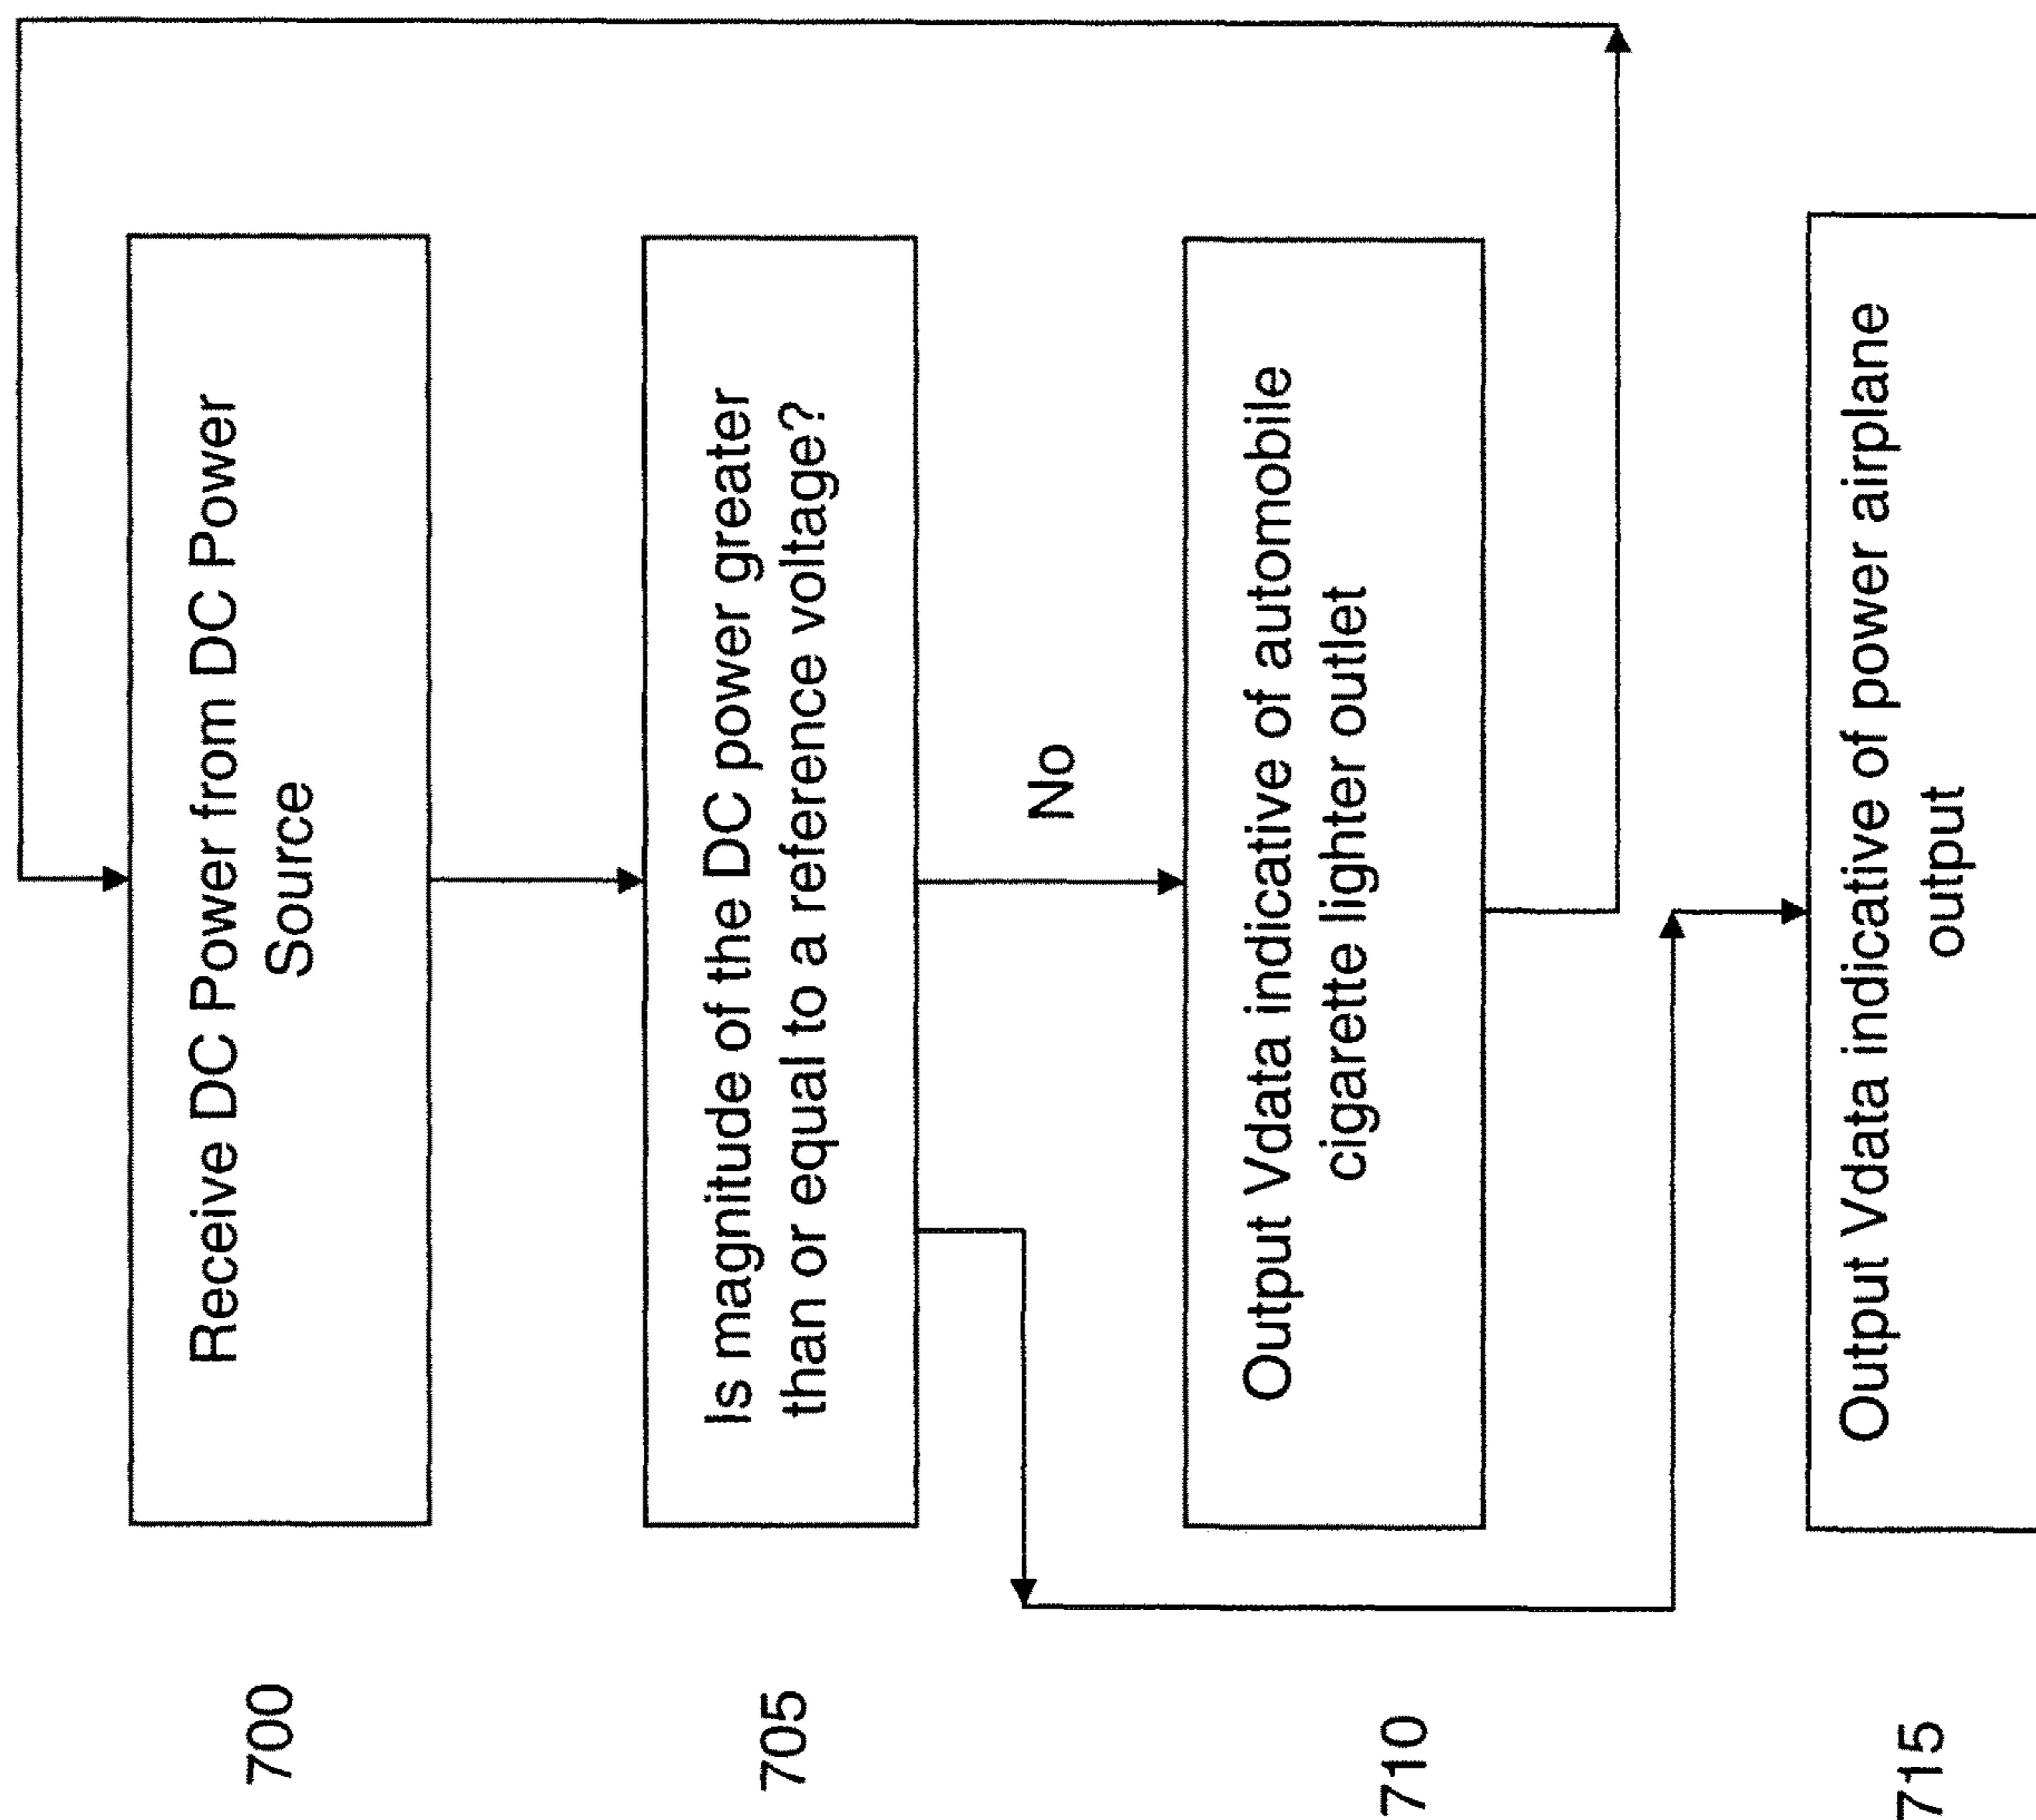 700
Receive DC Power from DC Power
Source
705
Is magnitude of the DC power greater
than or equal to a reference voltage?
No
710
Output Vdata indicative of automobile
cigarette lighter outlet
715
Output Vdata indicative of power airplane
output